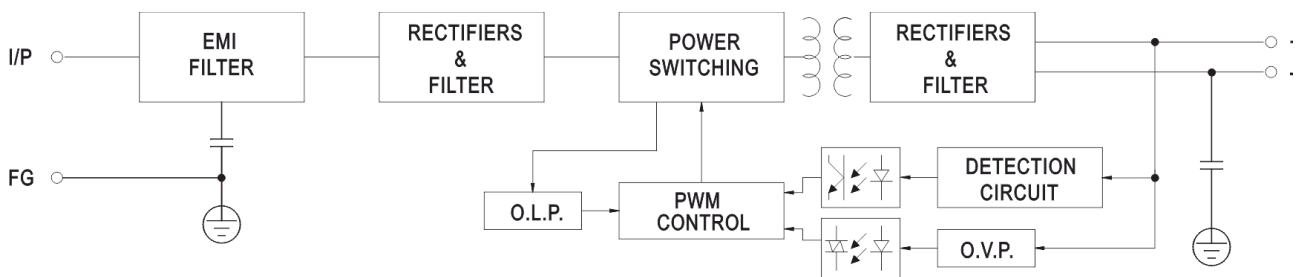 I/P
EMI
FILTER
RECTIFIERS
&
FILTER
POWER
SWITCHING
RECTIFIERS
&
FILTER
FG
O.L.P.
PWM
CONTROL
DETECTION
CIRCUIT
O.V.P.